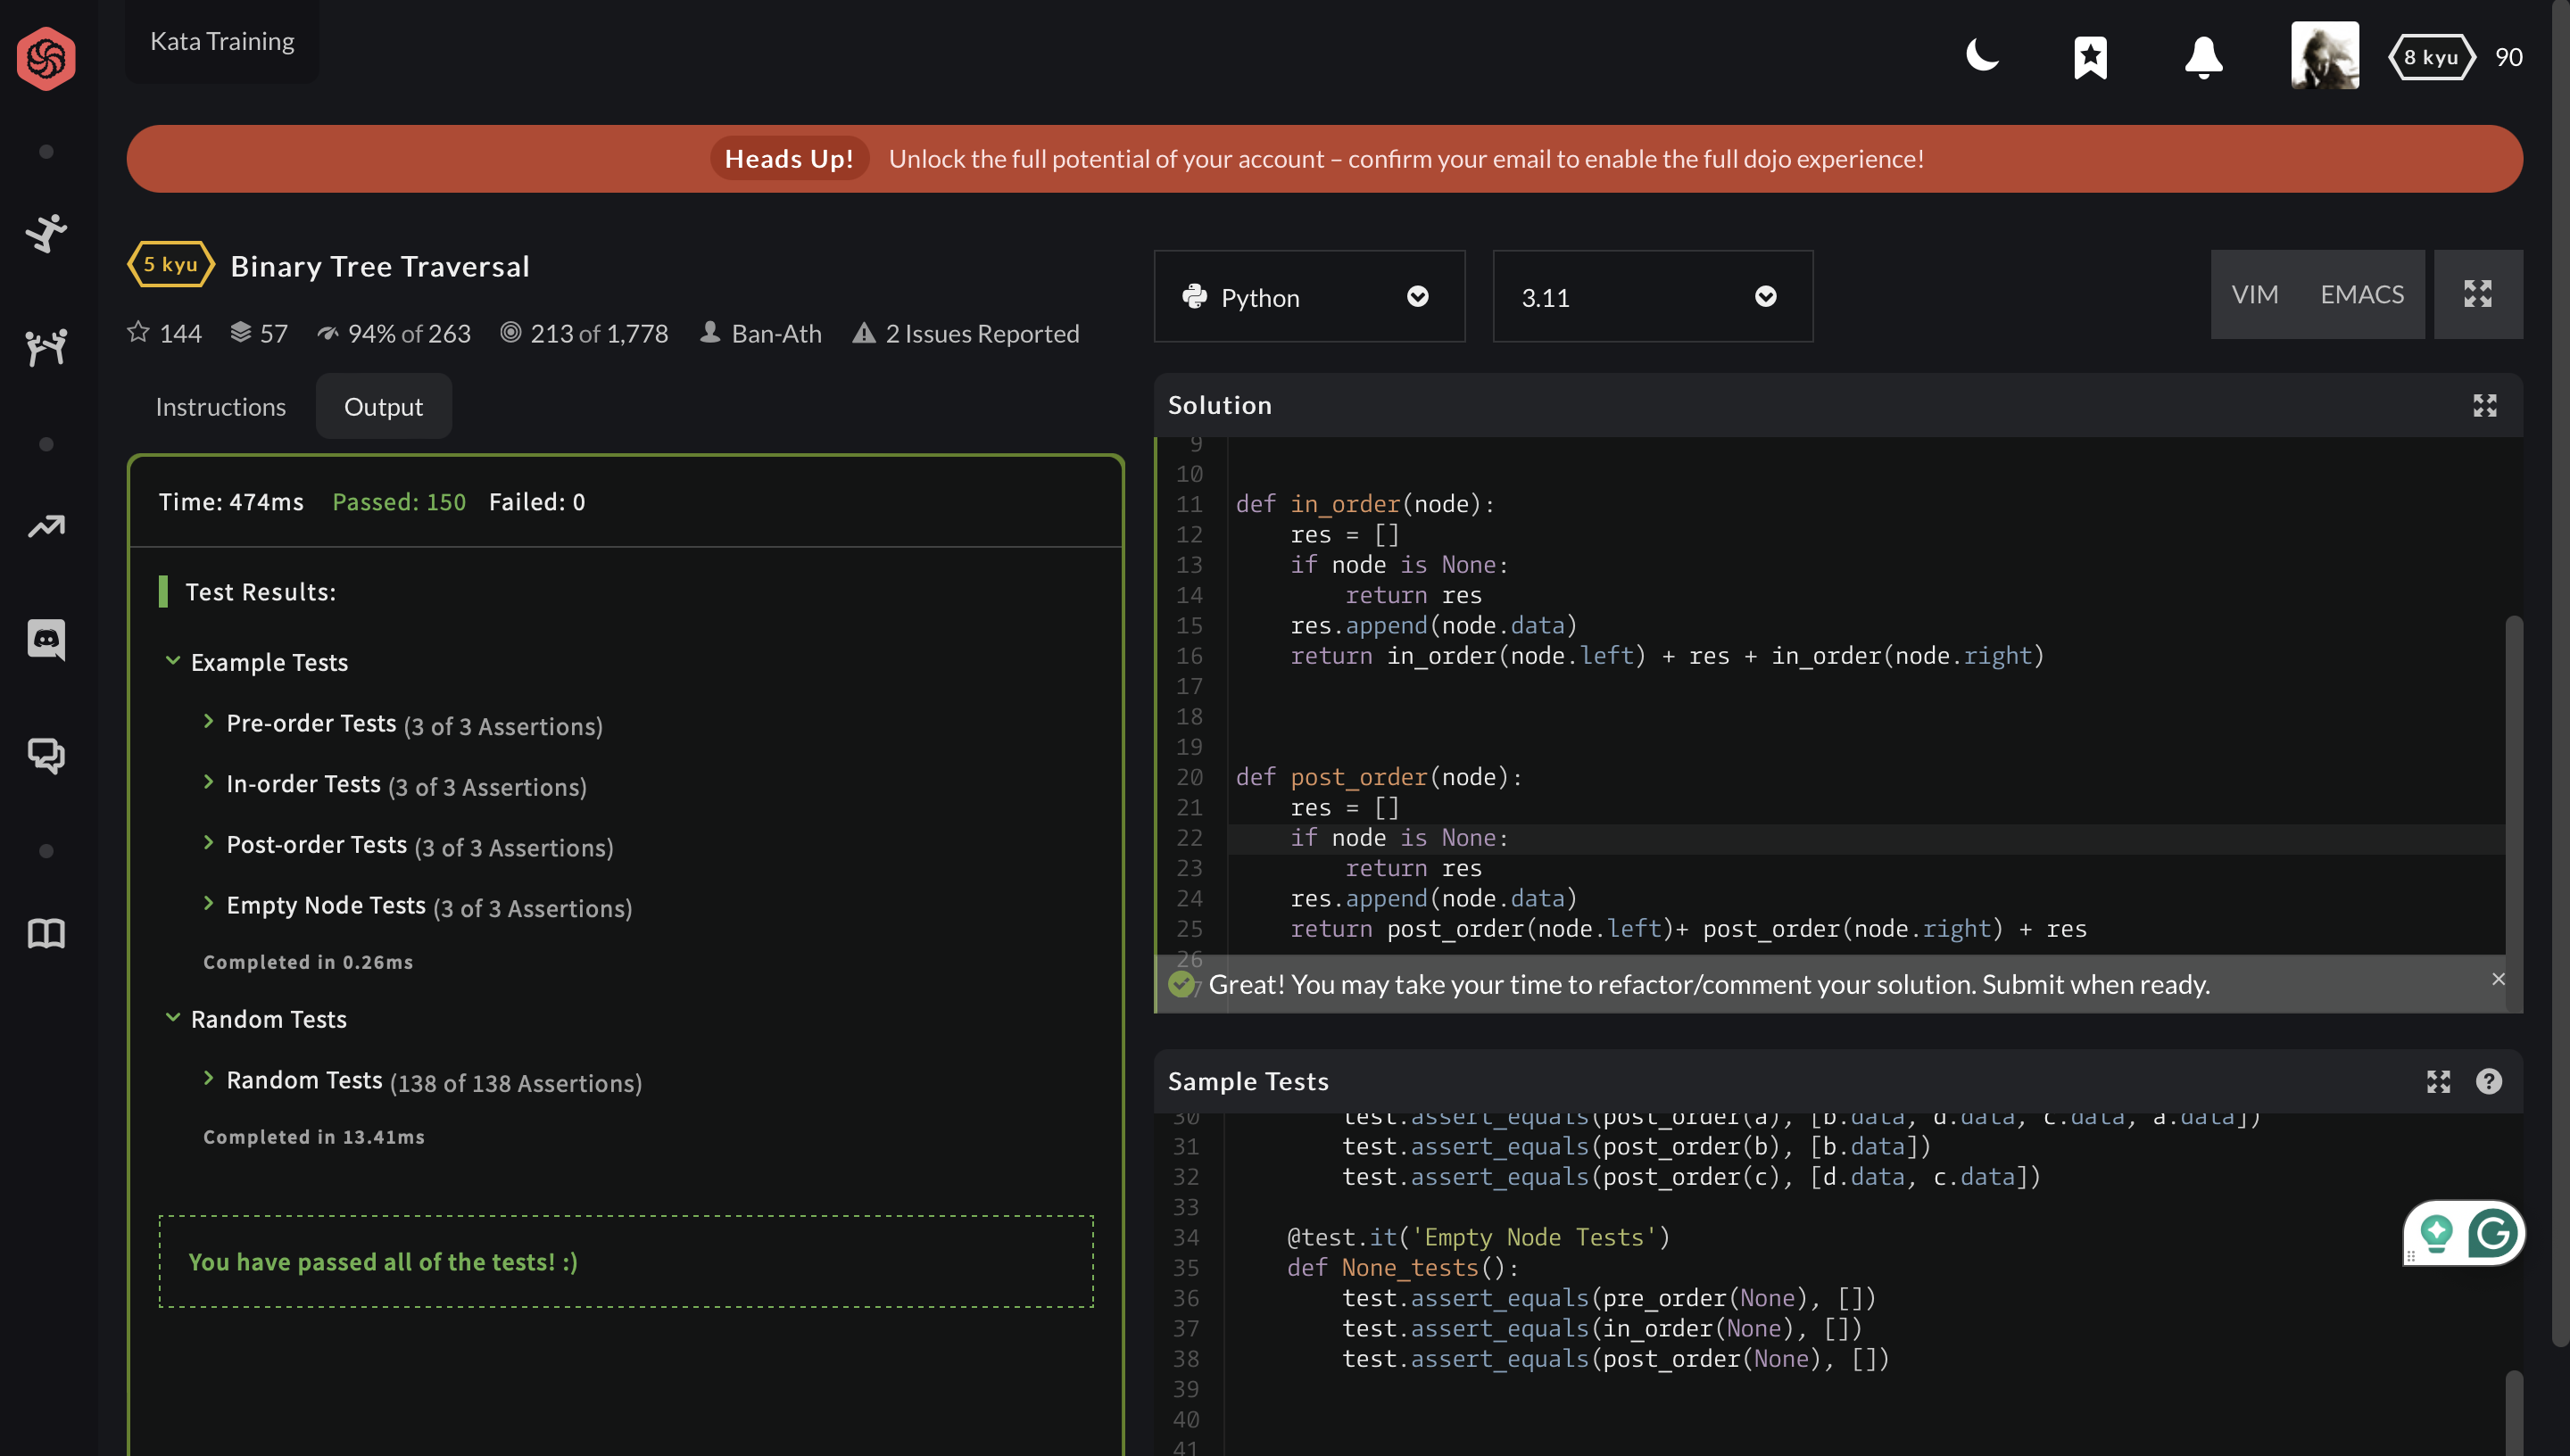 Kata Training
8 kyu 90
Heads Up! Unlock the full potential of your account – confirm your email to enable the full dojo experience!
5 kyu Binary Tree Traversal
144 57 94% of 263 213 of 1,778 Ban-Ath 2 Issues Reported
Python 3.11 VIM EMACS
Instructions Output
Time: 474ms Passed: 150 Failed: 0
Test Results:
Example Tests
Pre-order Tests (3 of 3 Assertions)
In-order Tests (3 of 3 Assertions)
Post-order Tests (3 of 3 Assertions)
Empty Node Tests (3 of 3 Assertions)
Completed in 0.26ms
Random Tests
Random Tests (138 of 138 Assertions)
Completed in 13.41ms
You have passed all of the tests! :)
Solution
9
10
11 def in_order(node):
12 res = []
13 if node is None:
14 return res
15 res.append(node.data)
16 return in_order(node.left) + res + in_order(node.right)
17
18
19
20 def post_order(node):
21 res = []
22 if node is None:
23 return res
24 res.append(node.data)
25 return post_order(node.left)+ post_order(node.right) + res
26
7 Great! You may take your time to refactor/comment your solution. Submit when ready.
Sample Tests
30 test.assert_equals(post_order(a), [b.data, d.data, c.data, a.data])
31 test.assert_equals(post_order(b), [b.data])
32 test.assert_equals(post_order(c), [d.data, c.data])
33
34 @test.it('Empty Node Tests')
35 def None_tests():
36 test.assert_equals(pre_order(None), [])
37 test.assert_equals(in_order(None), [])
38 test.assert_equals(post_order(None), [])
39
40
41